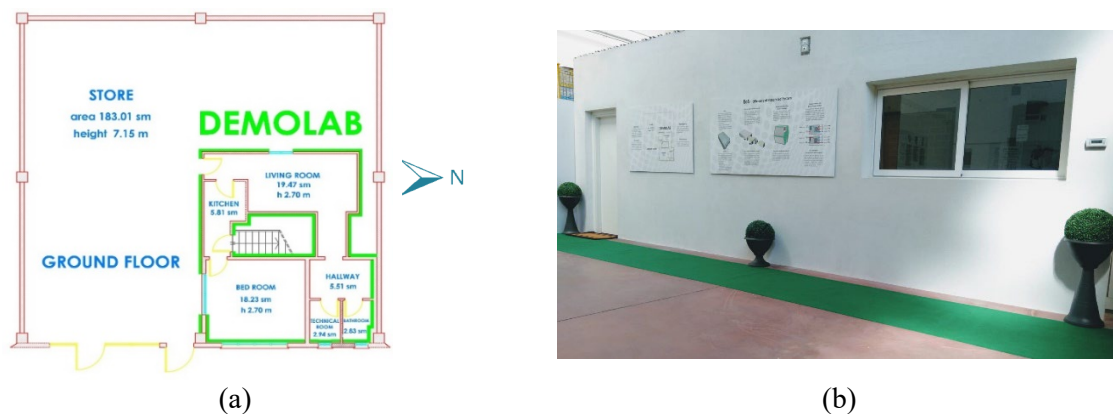 STORE
area 183.01 sm
height 7.15 m
DEMOLAB
N
LIVING ROOM
19.47 sm
h 2.70 m
KITCHEN
5.81 sm
GROUND FLOOR
HALLWAY
5.51 sm
BED ROOM
18.23 sm
h 2.70 m
TECHNICAL
ROOM
2.94 sm
BATHROOM
2.83 sm
(a)
(b)